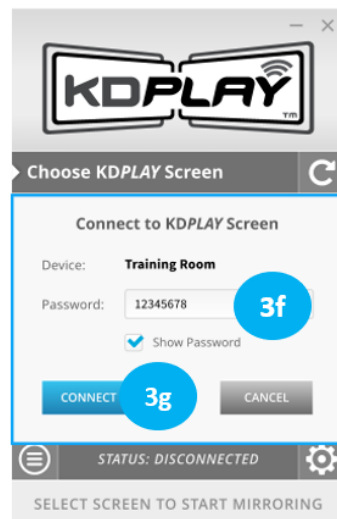 KDPLAY
TM
Choose KDPLAY Screen
Connect to KDPLAY Screen
Device: Training Room
Password: 12345678 3f
Show Password
CONNECT 3g CANCEL
STATUS: DISCONNECTED
SELECT SCREEN TO START MIRRORING